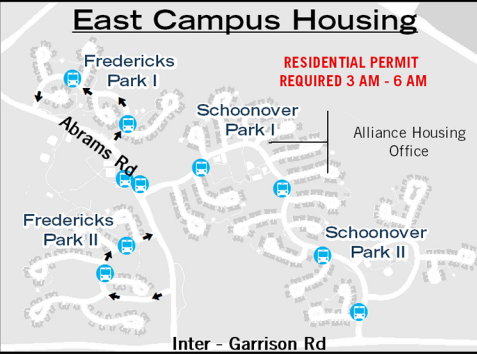 East Campus Housing
Fredericks
Park I
RESIDENTIAL PERMIT
REQUIRED 3 AM - 6 AM
Schoonover
Park I
Abrams Rd
Alliance Housing
Office
Fredericks
Park II
Schoonover
Park II
Inter - Garrison Rd